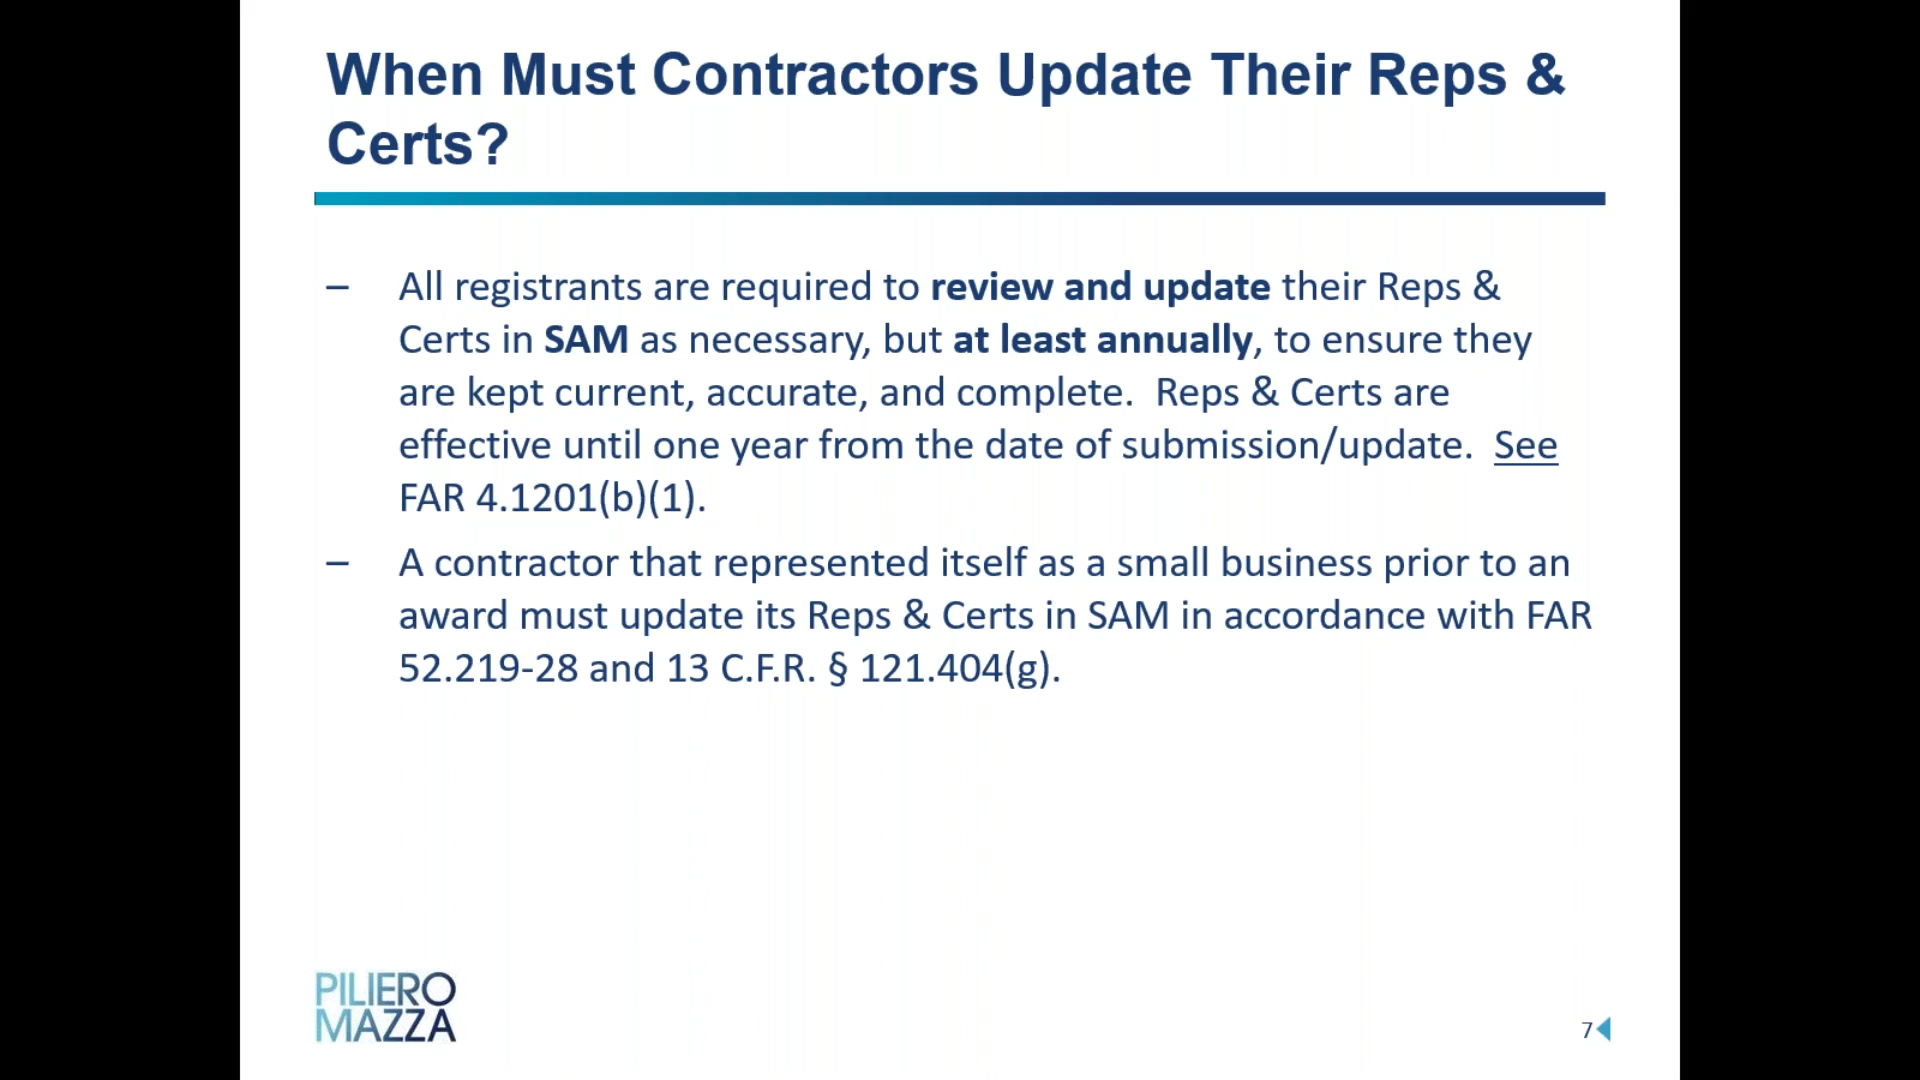 When Must Contractors Update Their Reps &
Certs?
– All registrants are required to review and update their Reps &
Certs in SAM as necessary, but at least annually, to ensure they
are kept current, accurate, and complete.  Reps & Certs are
effective until one year from the date of submission/update.  See
FAR 4.1201(b)(1).
– A contractor that represented itself as a small business prior to an
award must update its Reps & Certs in SAM in accordance with FAR
52.219-28 and 13 C.F.R. § 121.404(g).
PILIERO
MAZZA
7